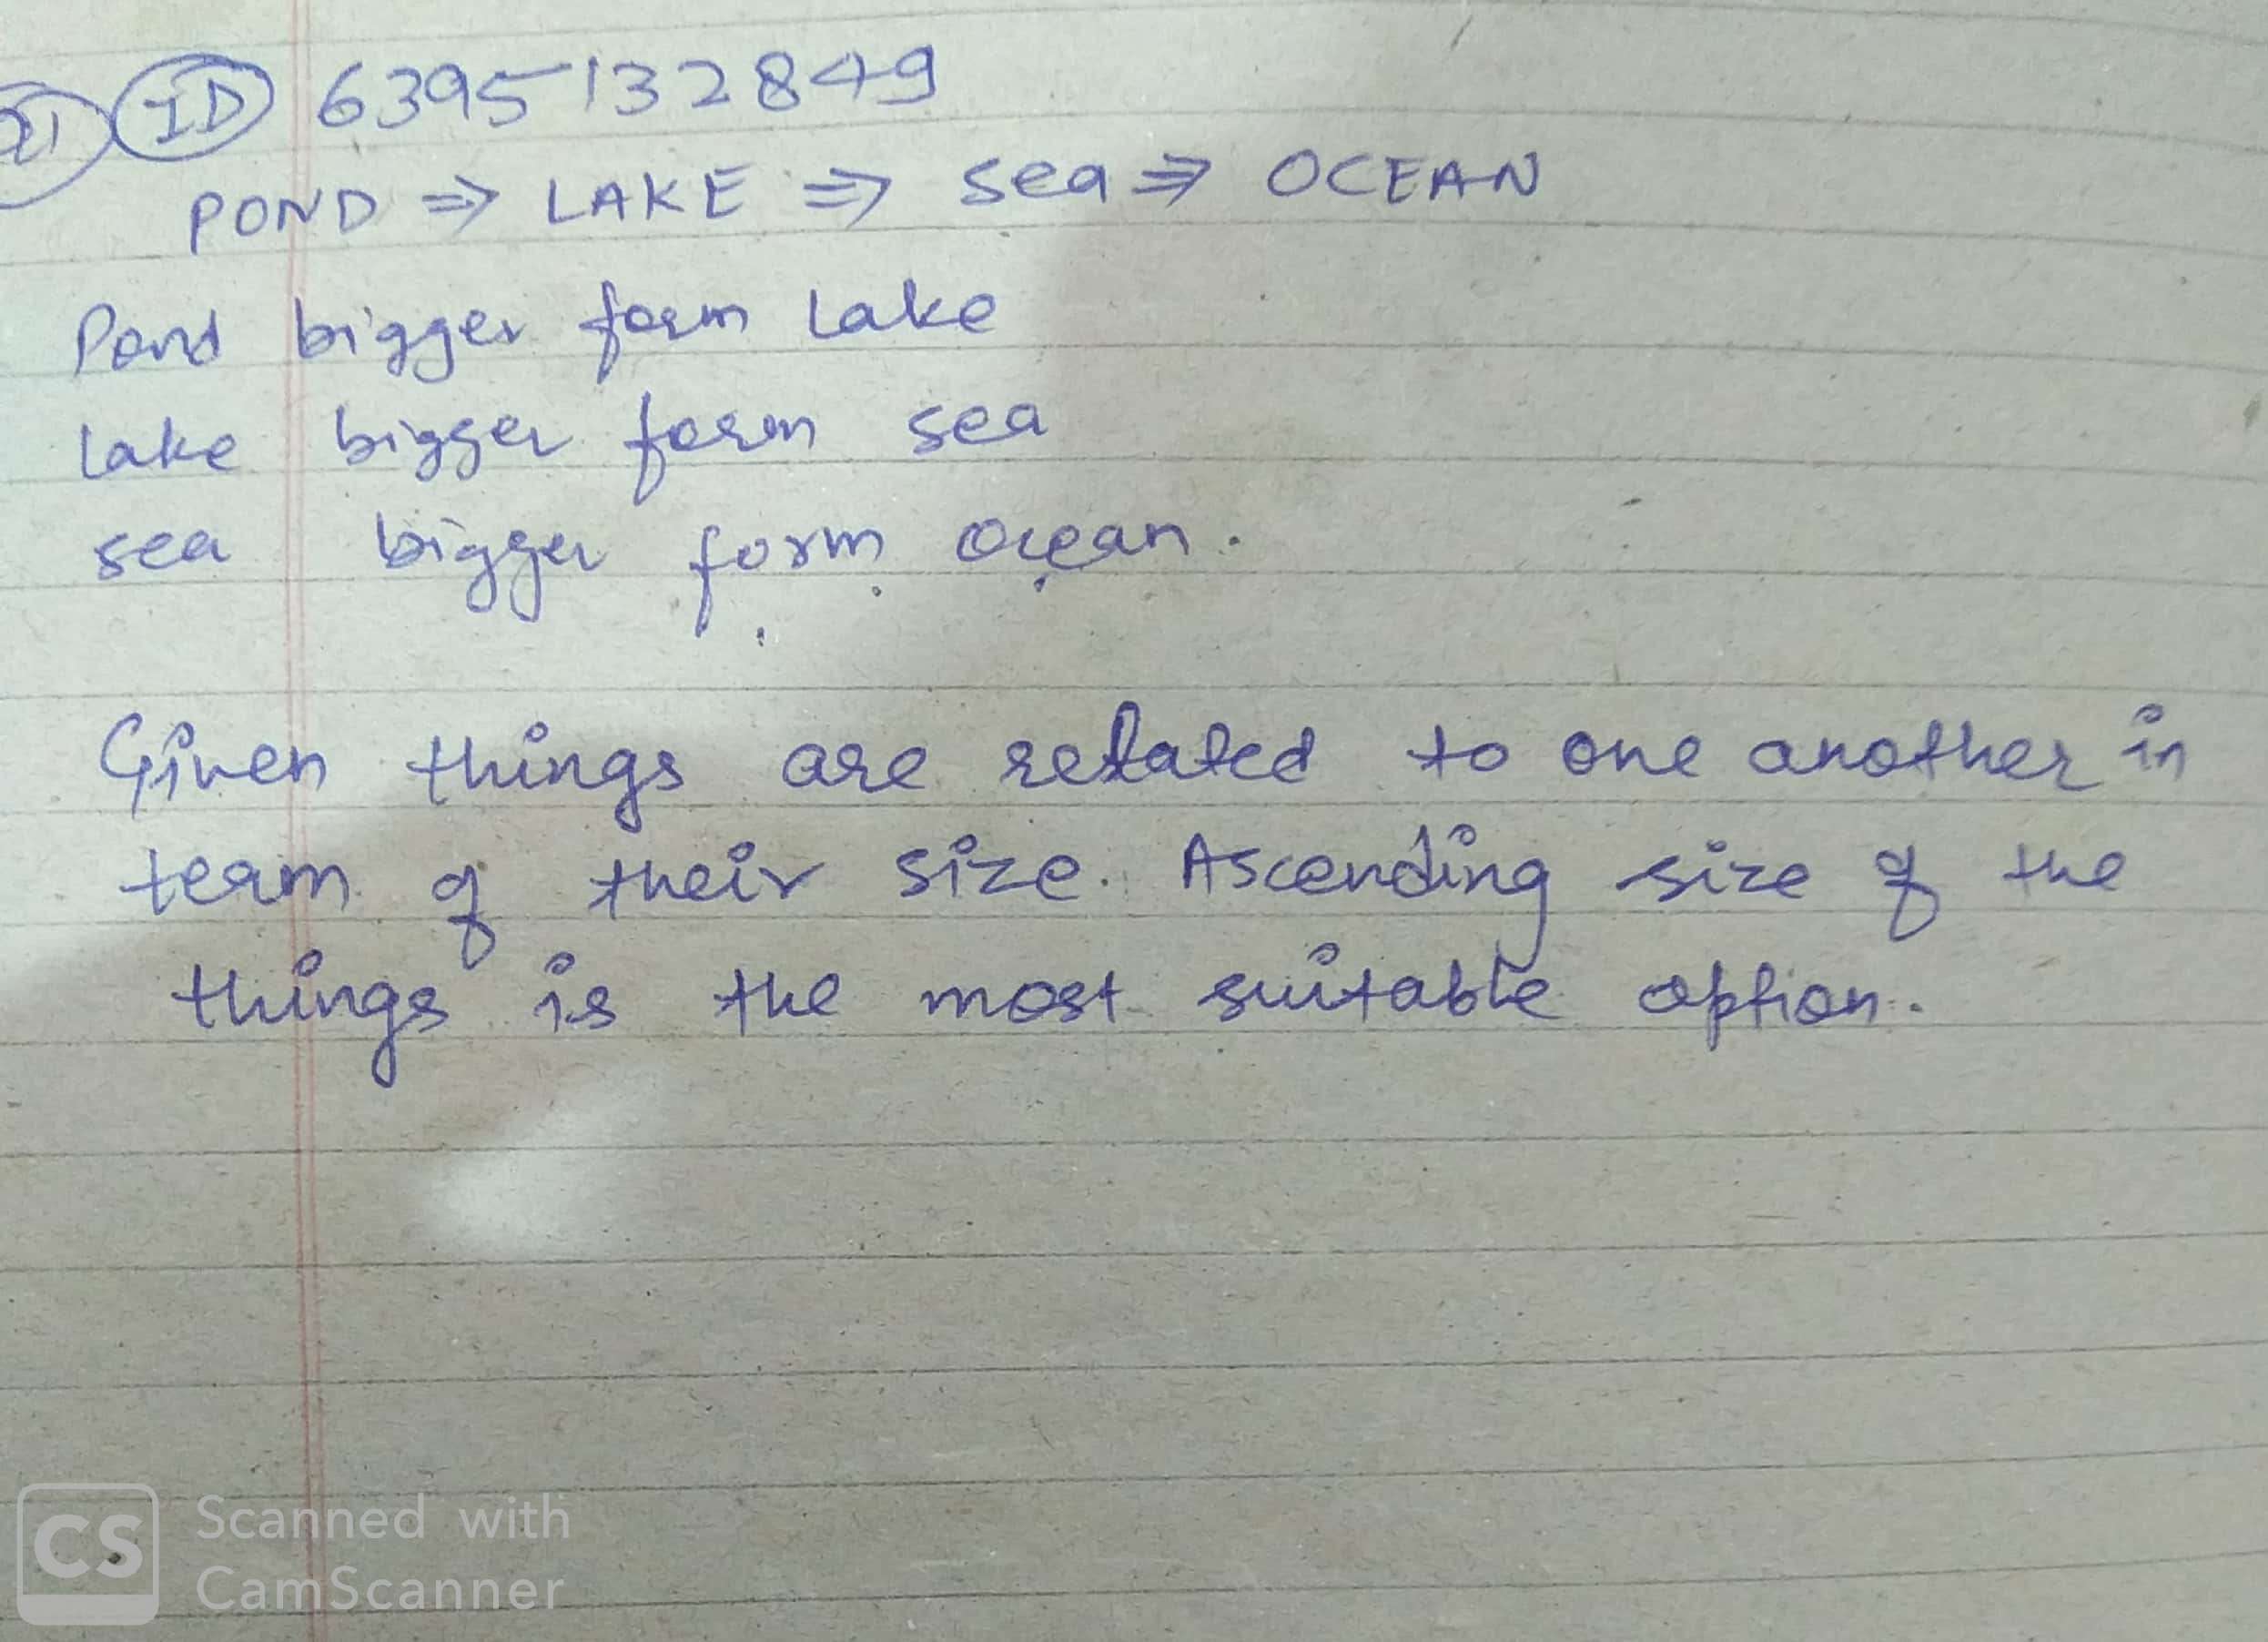 21 ID 6395132849
POND ⇒ LAKE ⇒ sea ⇒ OCEAN
Pond bigger form Lake
Lake bigger form sea
sea bigger form ocean.
Given things are related to one another in
team of their size. Ascending size of the
things is the most suitable option.
CS Scanned with
CamScanner